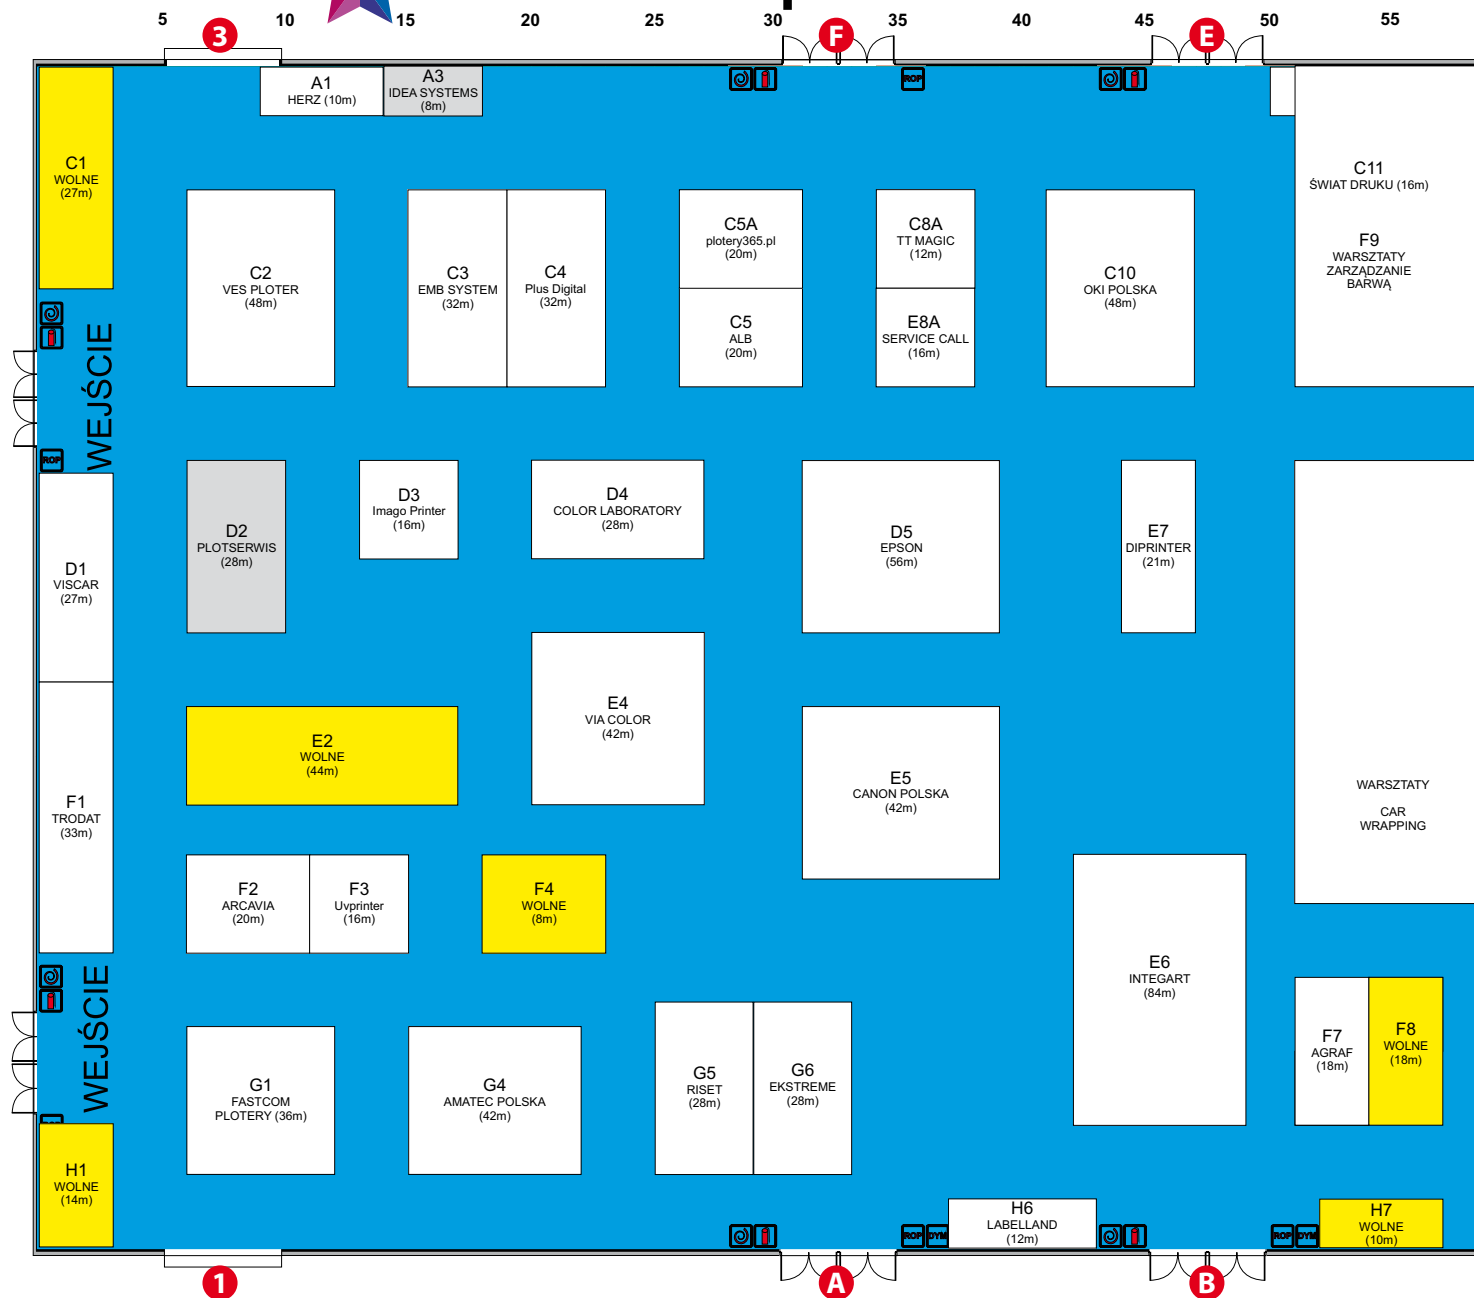 5 10 15 20 25 30 35 40 45 50 55
3
F
E
A1
HERZ (10m)
A3
IDEA SYSTEMS
(8m)
ROP
C1
WOLNE
(27m)
C2
VES PLOTER
(48m)
C3
EMB SYSTEM
(32m)
C4
Plus Digital
(32m)
C5A
plotery365.pl
(20m)
C5
ALB
(20m)
C8A
TT MAGIC
(12m)
E8A
SERVICE CALL
(16m)
C10
OKI POLSKA
(48m)
C11
ŚWIAT DRUKU (16m)
F9
WARSZTATY
ZARZĄDZANIE
BARWĄ
WEJŚCIE
ROP
D1
VISCAR
(27m)
D2
PLOTSERWIS
(28m)
D3
Imago Printer
(16m)
D4
COLOR LABORATORY
(28m)
D5
EPSON
(56m)
E7
DIPRINTER
(21m)
E2
WOLNE
(44m)
E4
VIA COLOR
(42m)
E5
CANON POLSKA
(42m)
WARSZTATY
CAR
WRAPPING
F1
TRODAT
(33m)
F2
ARCAVIA
(20m)
F3
Uvprinter
(16m)
F4
WOLNE
(8m)
E6
INTEGART
(84m)
F7
AGRAF
(18m)
F8
WOLNE
(18m)
WEJŚCIE
G1
FASTCOM
PLOTERY (36m)
G4
AMATEC POLSKA
(42m)
G5
RISET
(28m)
G6
EKSTREME
(28m)
H1
WOLNE
(14m)
ROP DYM
H6
LABELLAND
(12m)
ROP DYM
H7
WOLNE
(10m)
1
A
B